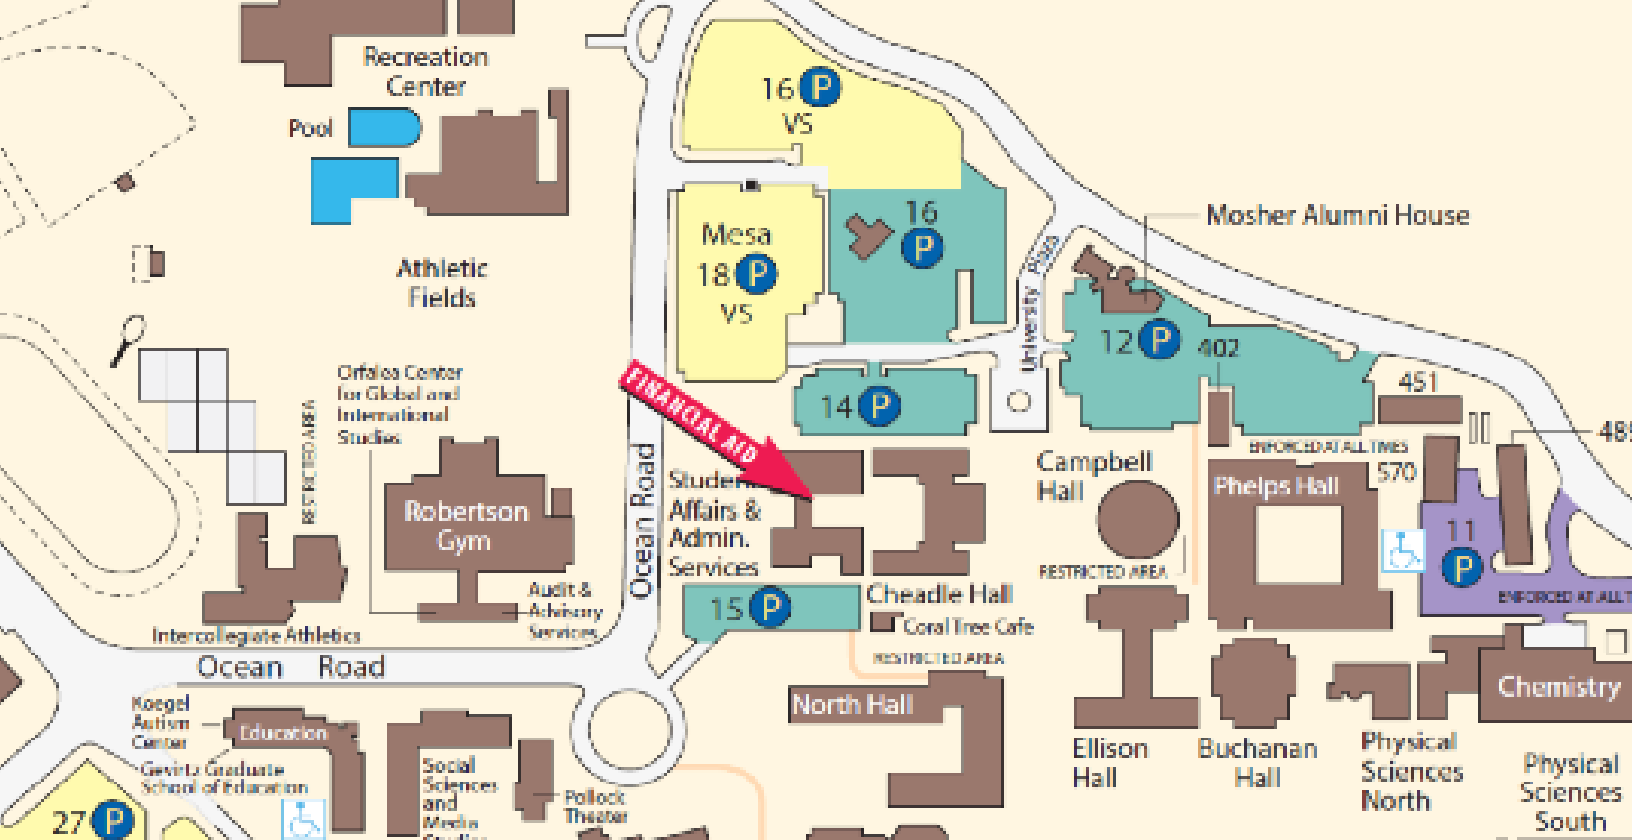 Recreation
Center
Pool
16 P
VS
Mesa
18 P
VS
16
P
Mosher Alumni House
University Plaza
Athletic
Fields
12 P
402
451
Orfalea Center
for Global and
International
Studies
RESTRICTED AREA
FINANCIAL AID
14 P
ENFORCED AT ALL TIMES
Ocean Road
Student
Affairs &
Admin.
Services
Campbell
Hall
Phelps Hall
570
Robertson
Gym
11
P
RESTRICTED AREA
Audit &
Advisory
Services
15 P
Cheadle Hall
Coral Tree Cafe
Intercollegiate Athletics
RESTRICTED AREA
Ocean Road
ENFORCED AT ALL T
Koegel
Autism
Center
Education
North Hall
Chemistry
Gevirtz Graduate
School of Education
Social
Sciences
and
Media
Pollock
Theater
Ellison
Hall
Buchanan
Hall
Physical
Sciences
North
Physical
Sciences
South
27 P